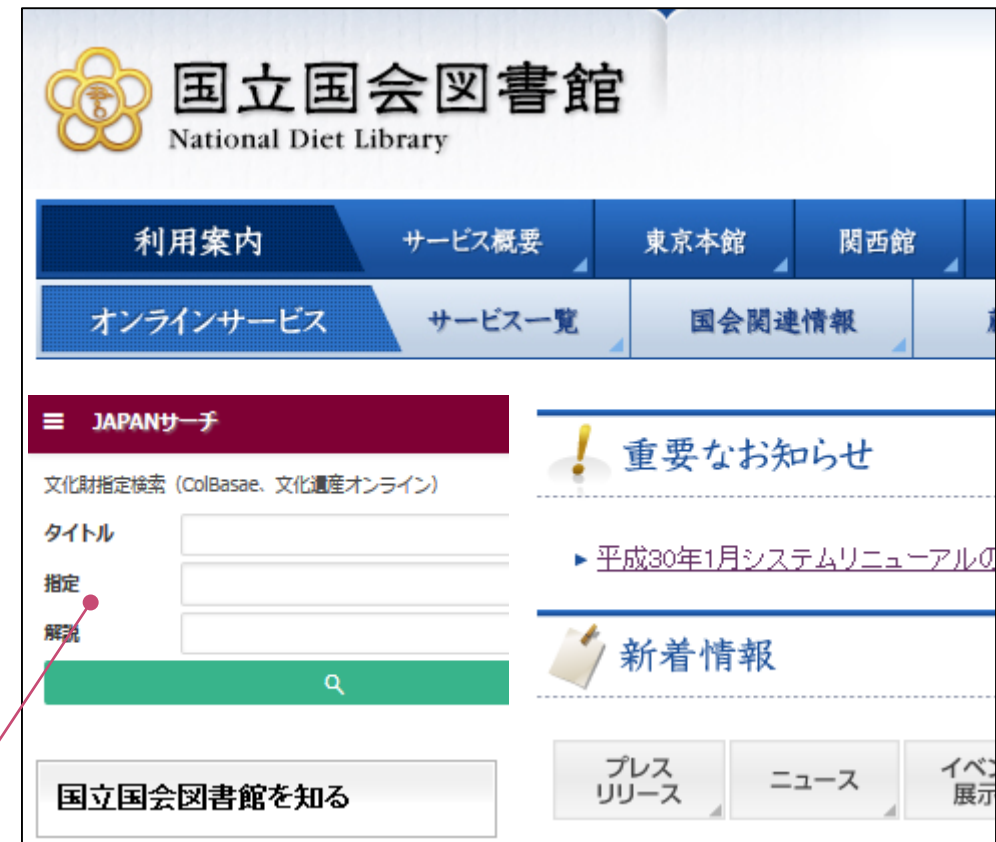 国立国会図書館
National Diet Library
利用案内 サービス概要 東京本館 関西館
オンラインサービス サービス一覧 国会関連情報
JAPANサーチ
文化財指定検索（ColBasae、文化遺産オンライン）
タイトル
指定
解説
国立国会図書館を知る
重要なお知らせ
平成30年1月システムリニューアルの
新着情報
プレス
リリース
ニュース
イベン
展示